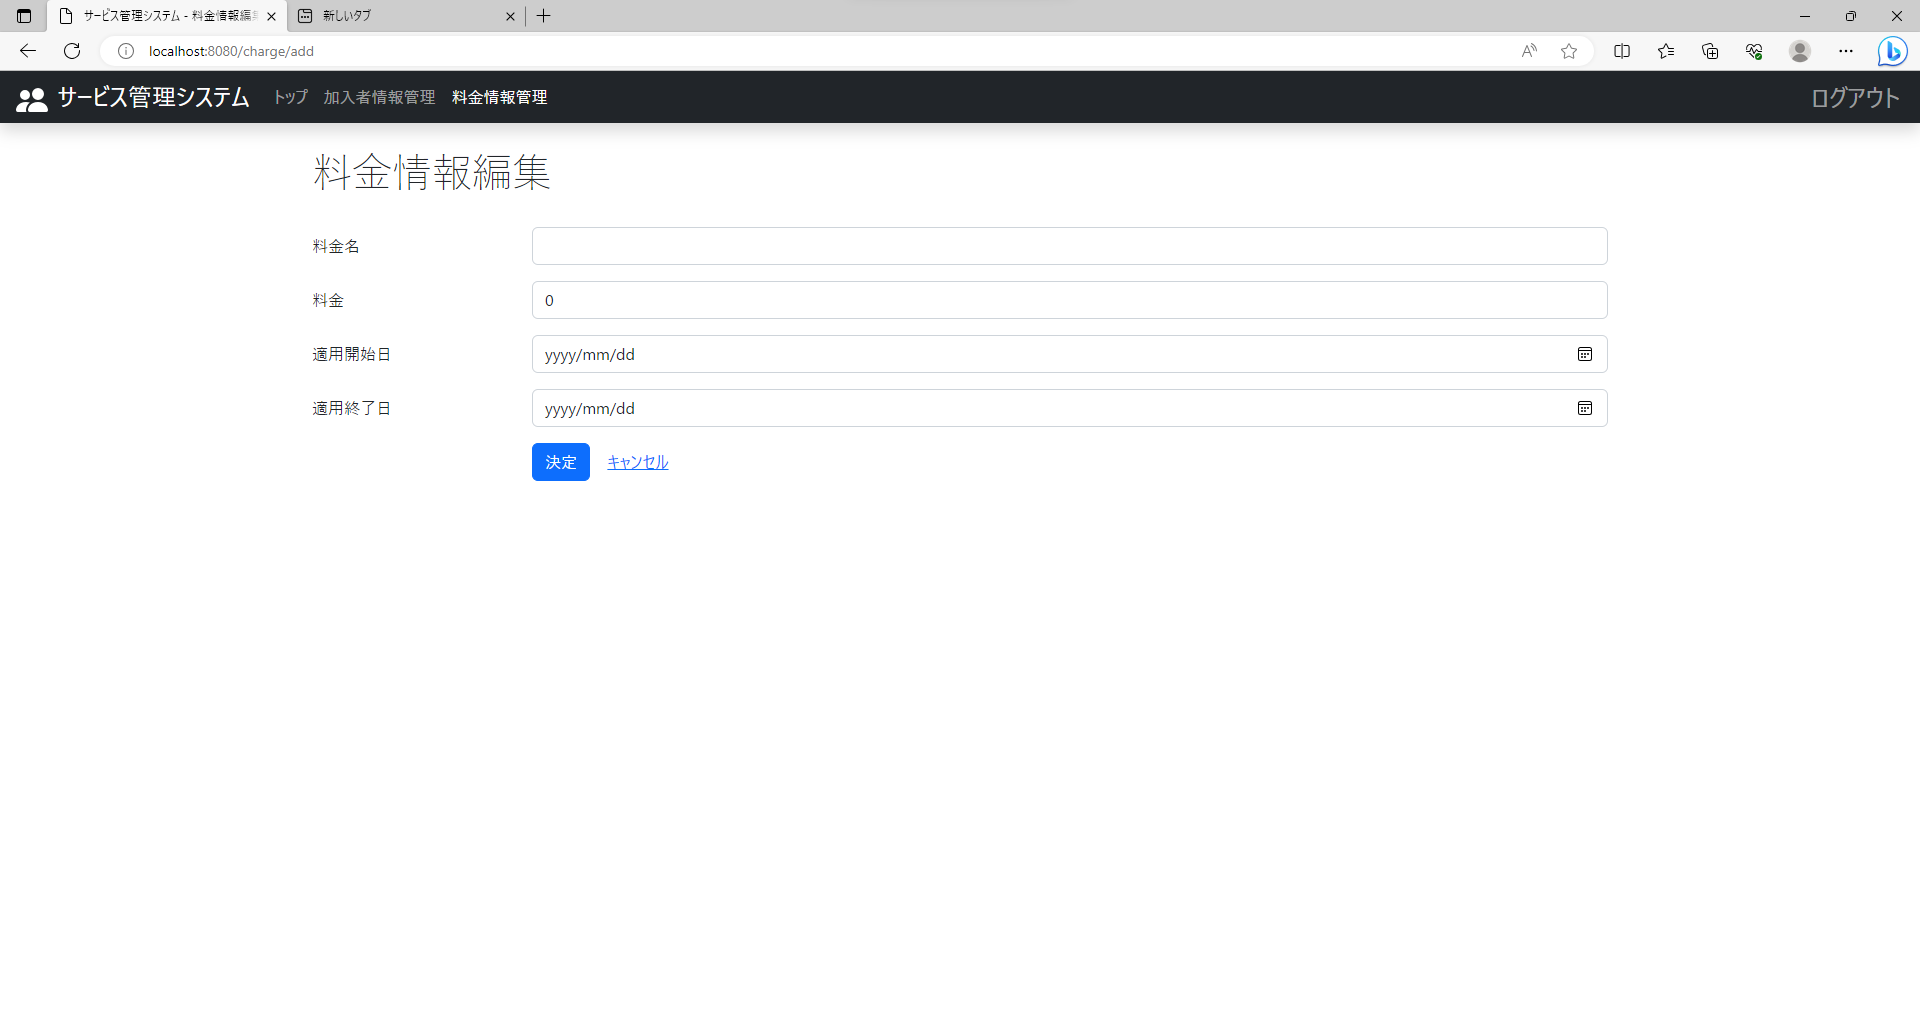 サービス管理システム - 料金情報編集
新しいタブ
localhost:8080/charge/add
サービス管理システム トップ 加入者情報管理 料金情報管理 ログアウト
料金情報編集
料金名
料金 0
適用開始日 yyyy/mm/dd
適用終了日 yyyy/mm/dd
決定 キャンセル